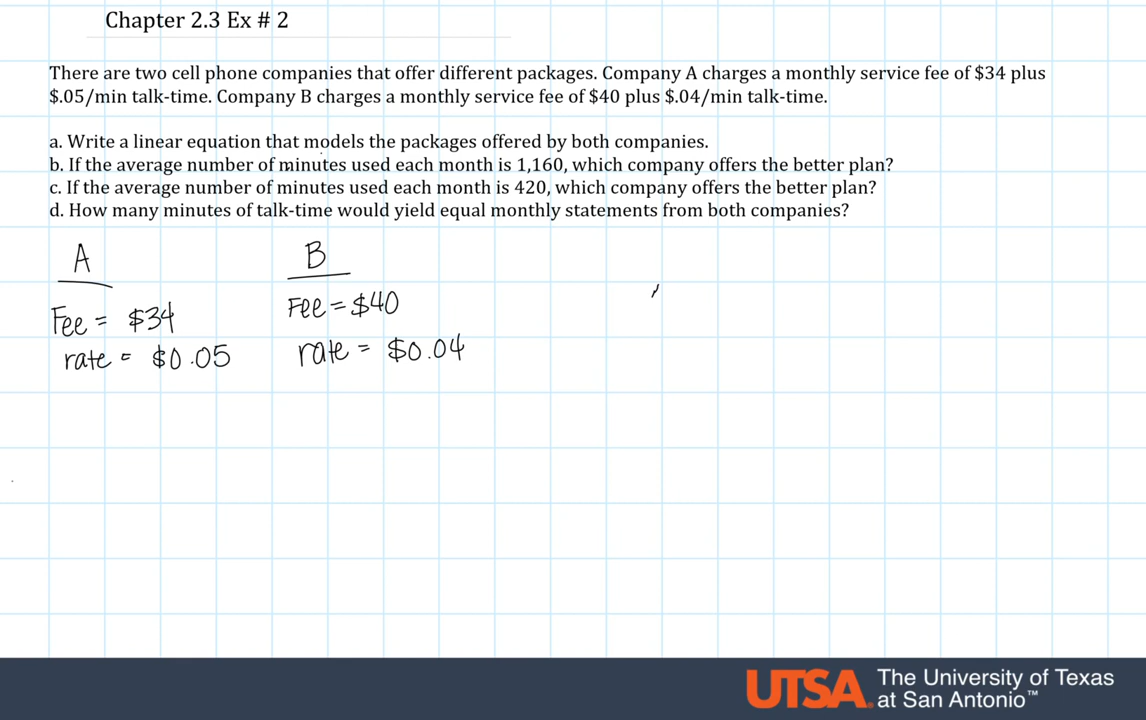 Chapter 2.3 Ex # 2
There are two cell phone companies that offer different packages. Company A charges a monthly service fee of $34 plus
$.05/min talk-time. Company B charges a monthly service fee of $40 plus $.04/min talk-time.
a. Write a linear equation that models the packages offered by both companies.
b. If the average number of minutes used each month is 1,160, which company offers the better plan?
c. If the average number of minutes used each month is 420, which company offers the better plan?
d. How many minutes of talk-time would yield equal monthly statements from both companies?
A
Fee = $34
rate = $0.05
B
Fee = $40
rate = $0.04
UTSA. The University of Texas
at San Antonio™